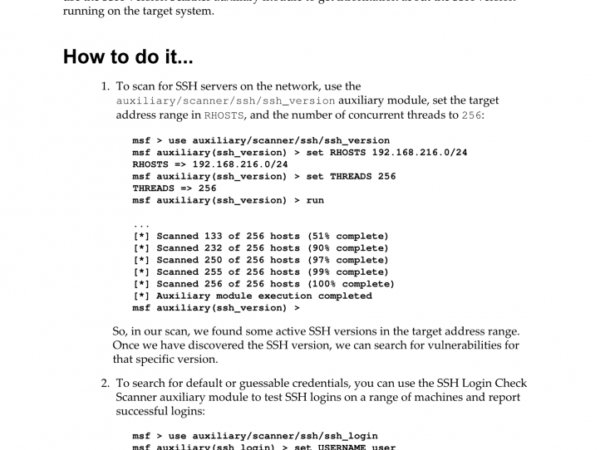 running on the target system.
How to do it...
1. To scan for SSH servers on the network, use the
auxiliary/scanner/ssh/ssh_version auxiliary module, set the target
address range in RHOSTS, and the number of concurrent threads to 256:
msf > use auxiliary/scanner/ssh/ssh_version
msf auxiliary(ssh_version) > set RHOSTS 192.168.216.0/24
RHOSTS => 192.168.216.0/24
msf auxiliary(ssh_version) > set THREADS 256
THREADS => 256
msf auxiliary(ssh_version) > run
...
[*] Scanned 133 of 256 hosts (51% complete)
[*] Scanned 232 of 256 hosts (90% complete)
[*] Scanned 250 of 256 hosts (97% complete)
[*] Scanned 255 of 256 hosts (99% complete)
[*] Scanned 256 of 256 hosts (100% complete)
[*] Auxiliary module execution completed
msf auxiliary(ssh_version) >
So, in our scan, we found some active SSH versions in the target address range.
Once we have discovered the SSH version, we can search for vulnerabilities for
that specific version.
2. To search for default or guessable credentials, you can use the SSH Login Check
Scanner auxiliary module to test SSH logins on a range of machines and report
successful logins:
msf > use auxiliary/scanner/ssh/ssh_login
msf auxiliary(ssh_login) > set USERNAME user